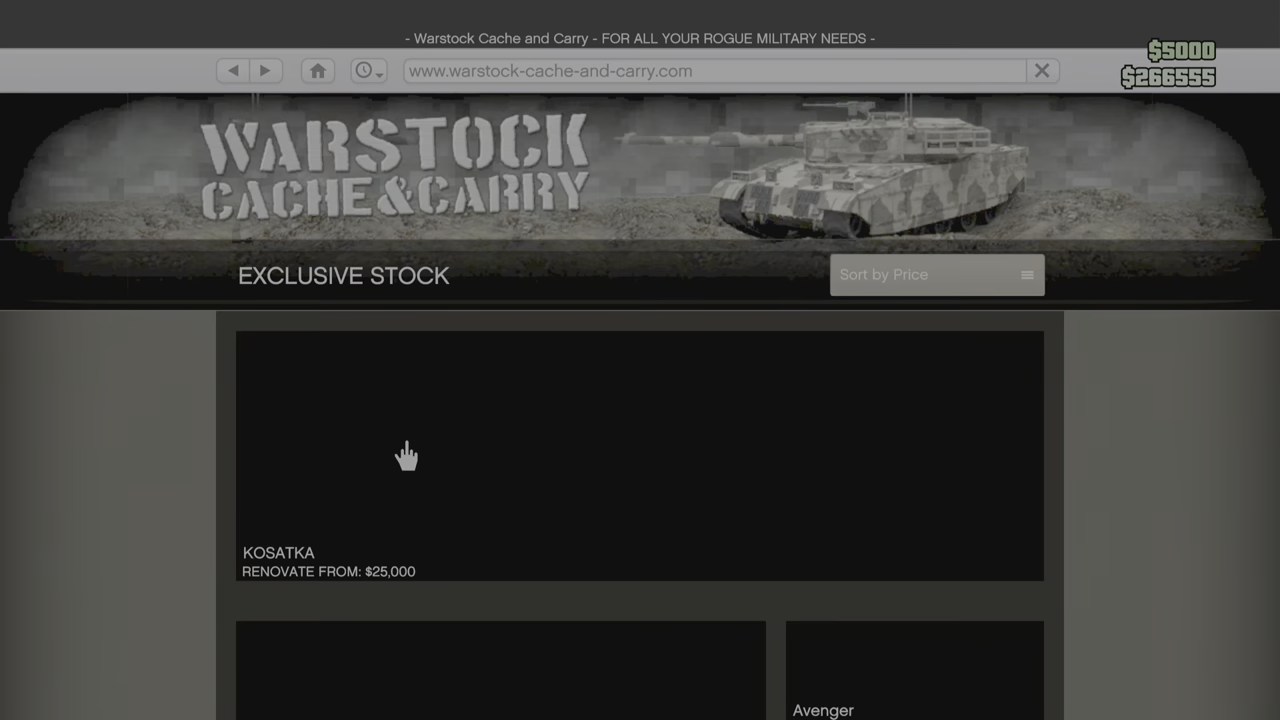 - Warstock Cache and Carry - FOR ALL YOUR ROGUE MILITARY NEEDS -
$5000
www.warstock-cache-and-carry.com
$266555
WARSTOCK
CACHE&CARRY
EXCLUSIVE STOCK
Sort by Price
KOSATKA
RENOVATE FROM: $25,000
Avenger